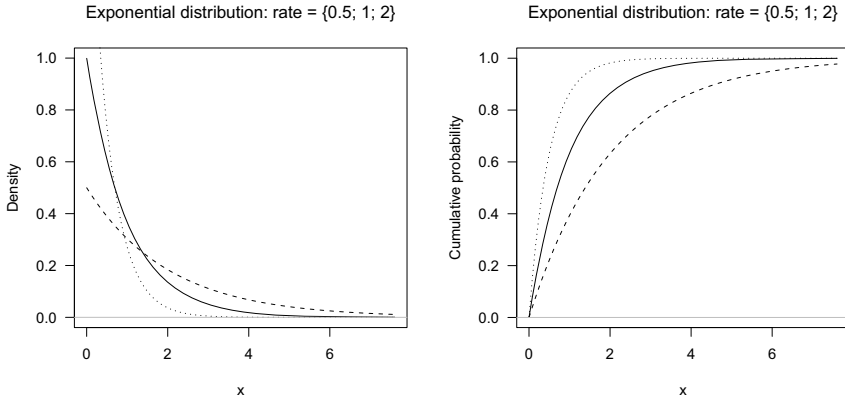 Exponential distribution: rate = {0.5; 1; 2}
Density
1.0
0.8
0.6
0.4
0.2
0.0
0 2 4 6
x
Exponential distribution: rate = {0.5; 1; 2}
Cumulative probability
1.0
0.8
0.6
0.4
0.2
0.0
0 2 4 6
x